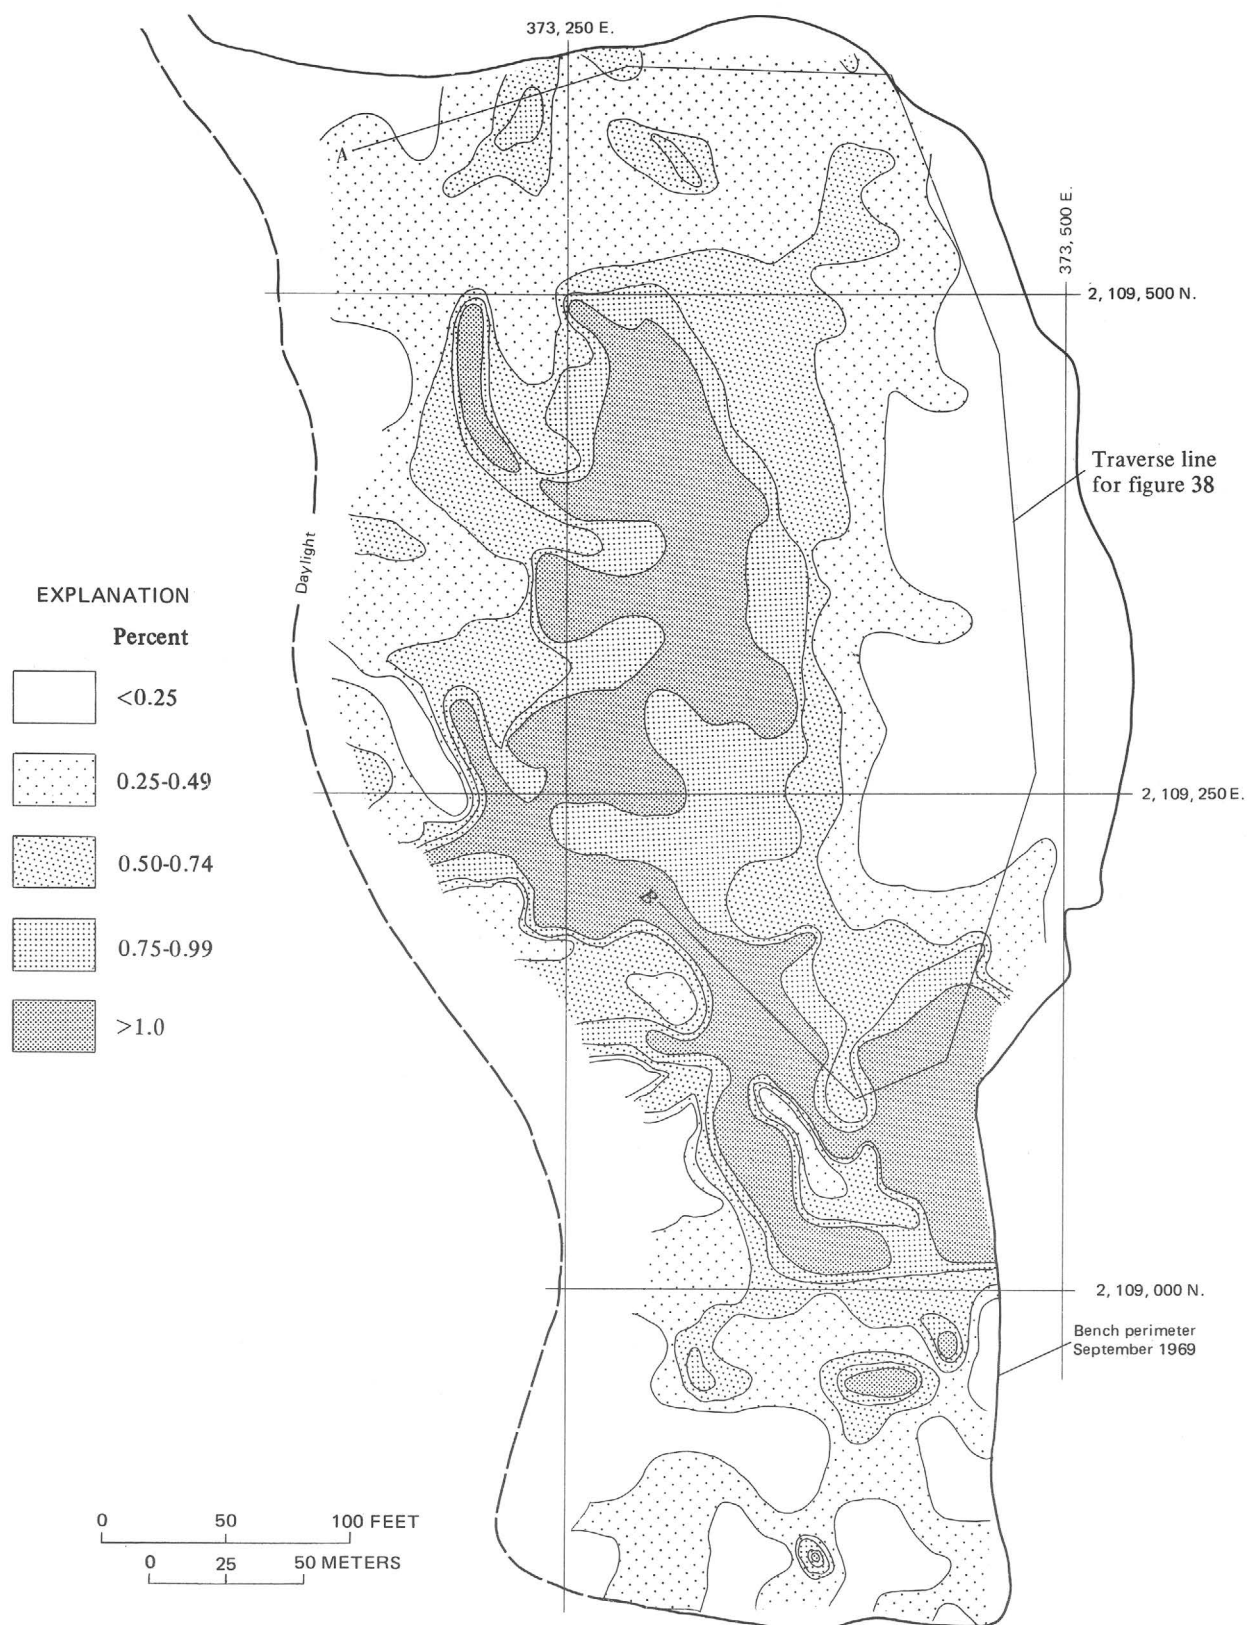 373,250 E.
A
373,500 E.
2,109,500 N.
Traverse line
for figure 38
Daylight
EXPLANATION
Percent
<0.25
0.25-0.49
0.50-0.74
0.75-0.99
>1.0
2,109,250E.
B
2,109,000 N.
Bench perimeter
September 1969
0 50 100 FEET
0 25 50 METERS